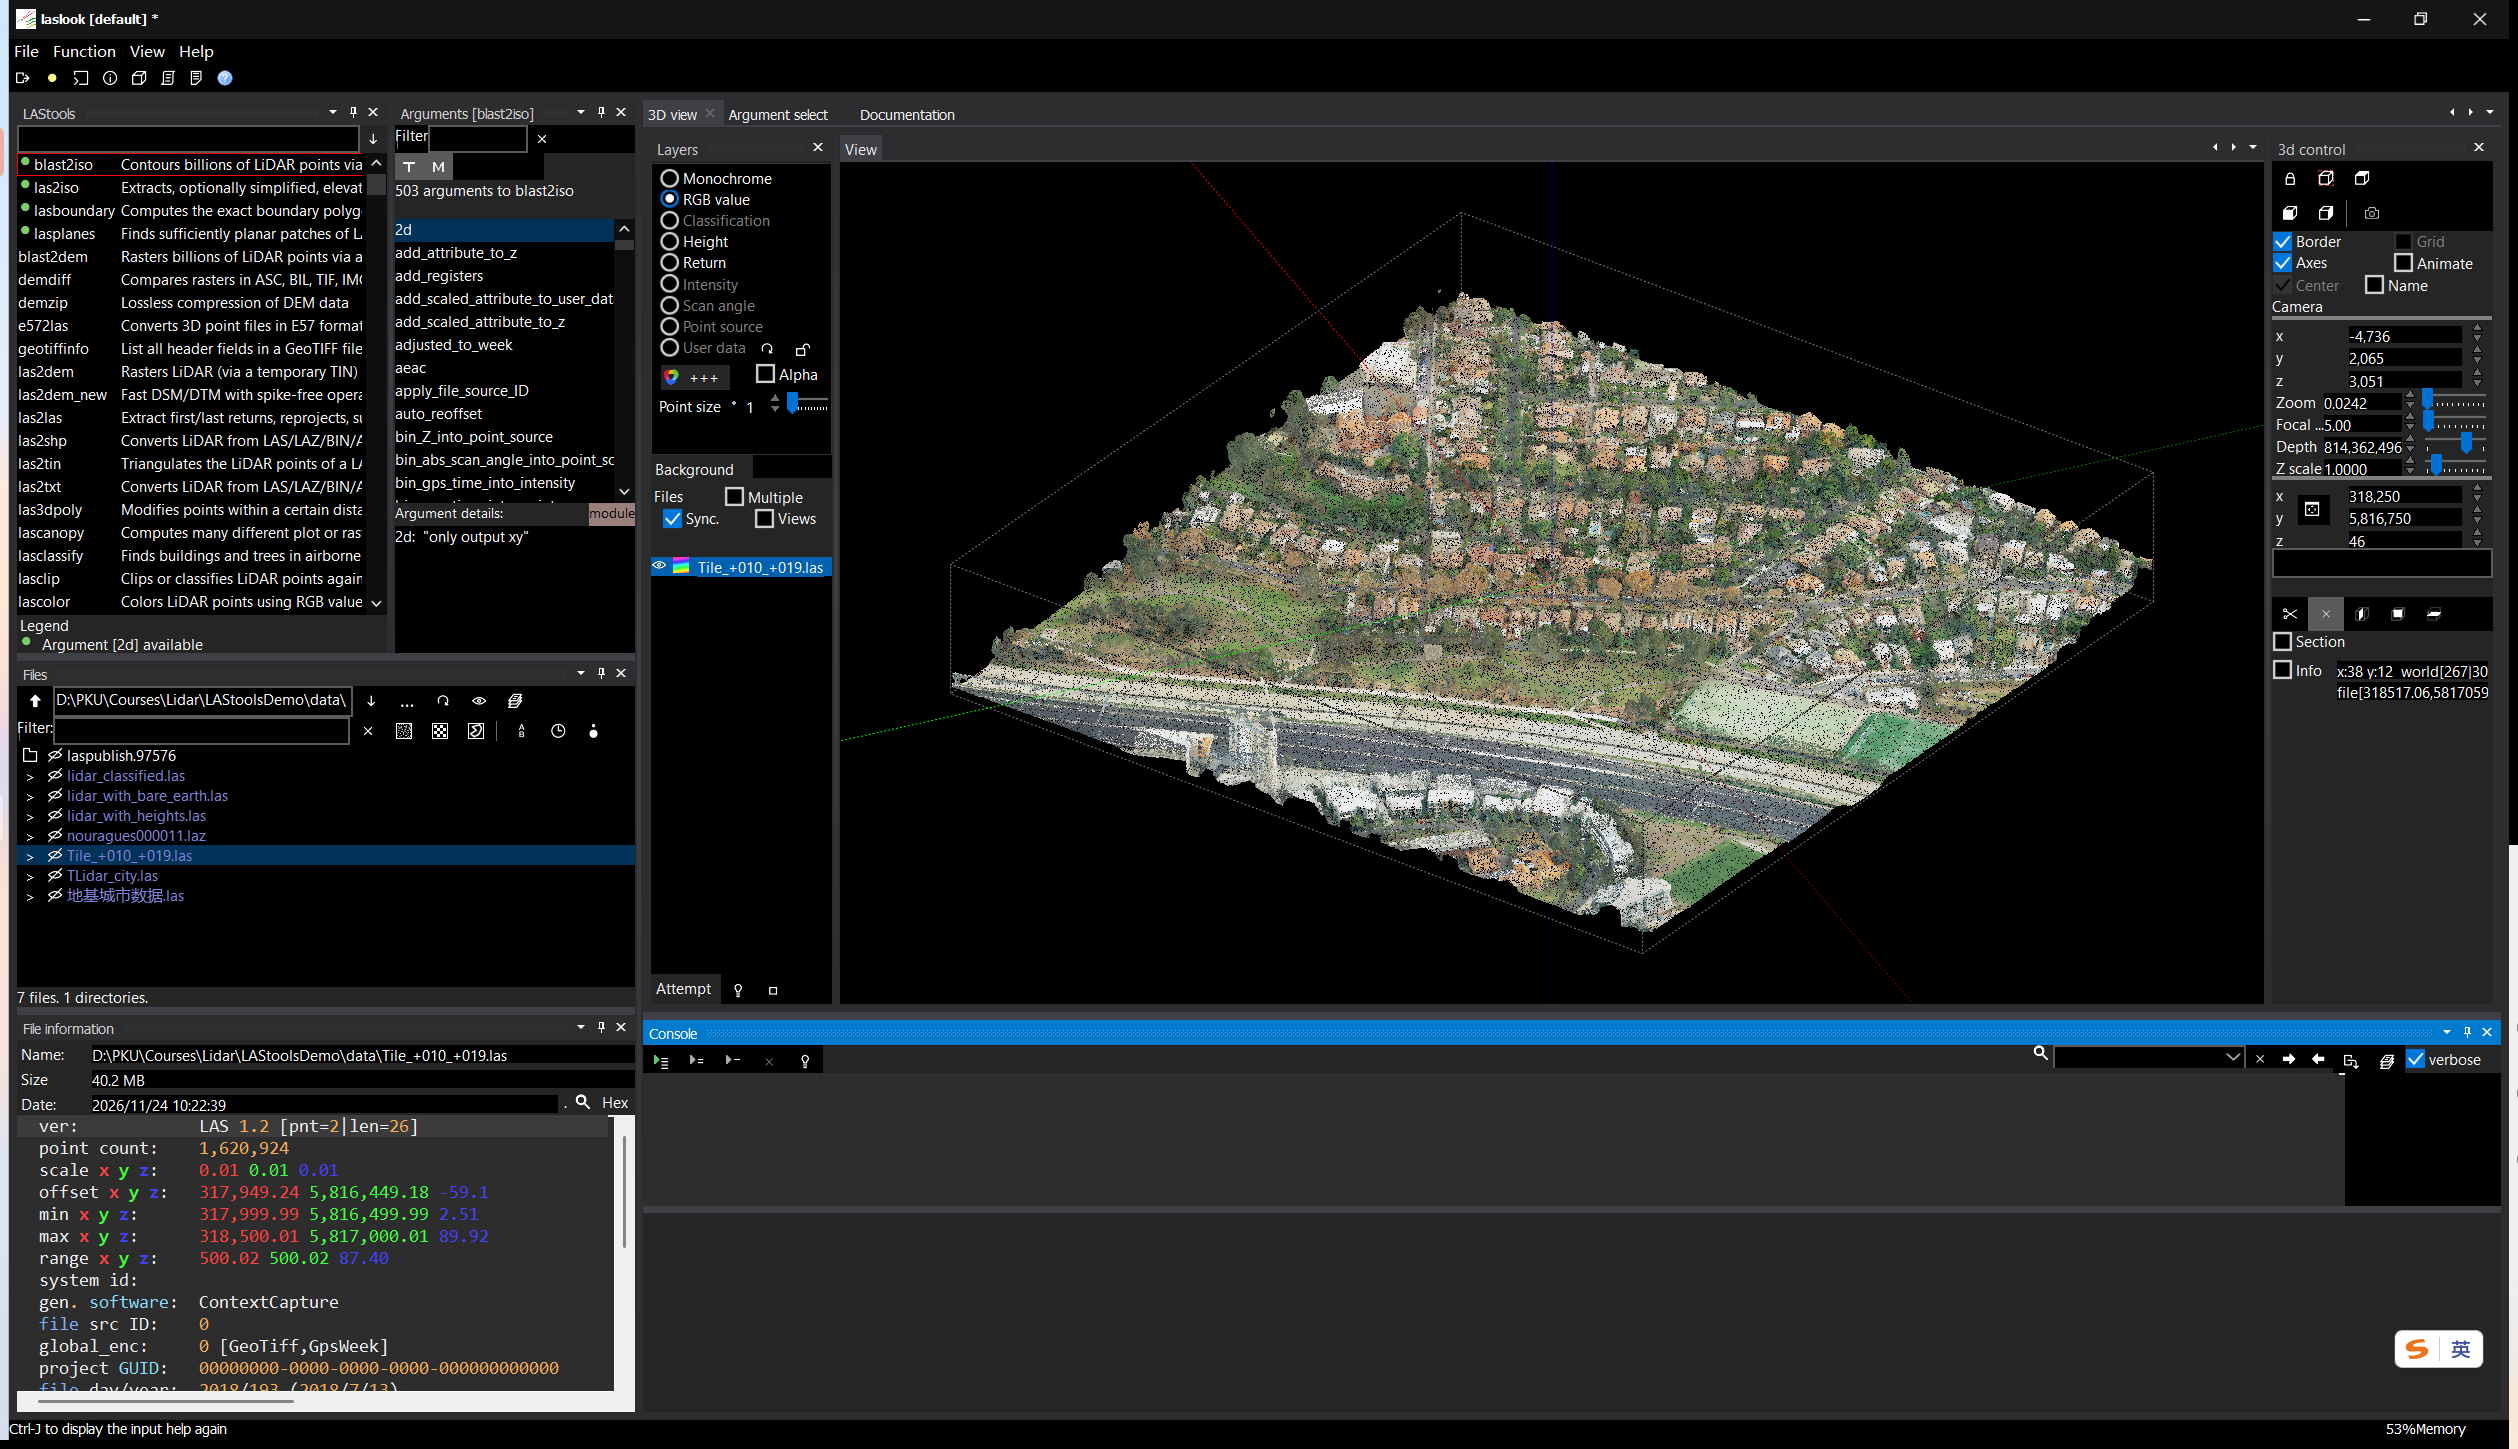 laslook [default] *
File Function View Help
LAStools
blast2iso Contours billions of LiDAR points via
las2iso Extracts, optionally simplified, elevat
lasboundary Computes the exact boundary polyg
lasplanes Finds sufficiently planar patches of L
blast2dem Rasters billions of LiDAR points via a
demdiff Compares rasters in ASC, BIL, TIF, IM
demzip Lossless compression of DEM data
e572las Converts 3D point files in E57 format
geotiffinfo List all header fields in a GeoTIFF file
las2dem Rasters LiDAR (via a temporary TIN)
las2dem_new Fast DSM/DTM with spike-free opera
las2las Extract first/last returns, reprojects, su
las2shp Converts LiDAR from LAS/LAZ/BIN/A
las2tin Triangulates the LiDAR points of a LA
las2txt Converts LiDAR from LAS/LAZ/BIN/A
las3dpoly Modifies points within a certain dista
lascanopy Computes many different plot or ras
lasclassify Finds buildings and trees in airborne
lasclip Clips or classifies LiDAR points again
lascolor Colors LiDAR points using RGB value
Legend
Argument [2d] available
Arguments [blast2iso]
Filter
T M
503 arguments to blast2iso
2d
add_attribute_to_z
add_registers
add_scaled_attribute_to_user_dat
add_scaled_attribute_to_z
adjusted_to_week
aeac
apply_file_source_ID
auto_reoffset
bin_Z_into_point_source
bin_abs_scan_angle_into_point_sc
bin_gps_time_into_intensity
Argument details: module
2d: "only output xy"
Files
D:\PKU\Courses\Lidar\LAStoolsDemo\data\
...
Filter:
laspublish.97576
lidar_classified.las
lidar_with_bare_earth.las
lidar_with_heights.las
nouragues000011.laz
Tile_+010_+019.las
TLidar_city.las
地基城市数据.las
7 files. 1 directories.
File information
Name: D:\PKU\Courses\Lidar\LAStoolsDemo\data\Tile_+010_+019.las
Size 40.2 MB
Date: 2026/11/24 10:22:39 . Hex
ver: LAS 1.2 [pnt=2|len=26]
point count: 1,620,924
scale x y z: 0.01 0.01 0.01
offset x y z: 317,949.24 5,816,449.18 -59.1
min x y z: 317,999.99 5,816,499.99 2.51
max x y z: 318,500.01 5,817,000.01 89.92
range x y z: 500.02 500.02 87.40
system id:
gen. software: ContextCapture
file src ID: 0
global_enc: 0 [GeoTiff,GpsWeek]
project GUID: 00000000-0000-0000-0000-000000000000
file day/year: 2018/193 (2018/7/13)
3D view Argument select Documentation
Layers
Monochrome
RGB value
Classification
Height
Return
Intensity
Scan angle
Point source
User data
+++ Alpha
Point size 1
Background
Files Multiple
Sync. Views
Tile_+010_+019.las
Attempt
View
3d control
Border Grid
Axes Animate
Center Name
Camera
x -4,736
y 2,065
z 3,051
Zoom 0.0242
Focal ... 5.00
Depth 814,362,496
Z scale 1.0000
x 318,250
y 5,816,750
z 46
Section
Info x:38 y:12 world[267|30
file[318517.06,5817059
Console
verbose
英
Ctrl-J to display the input help again
53%Memory